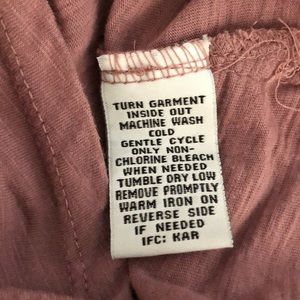 TURN GARMENT
INSIDE OUT
MACHINE WASH
COLD
GENTLE CYCLE
ONLY NON-
CHLORINE BLEACH
WHEN NEEDED
TUMBLE DRY LOW
REMOVE PROMPTLY
WARM IRON ON
REVERSE SIDE
IF NEEDED
IFC: KAR